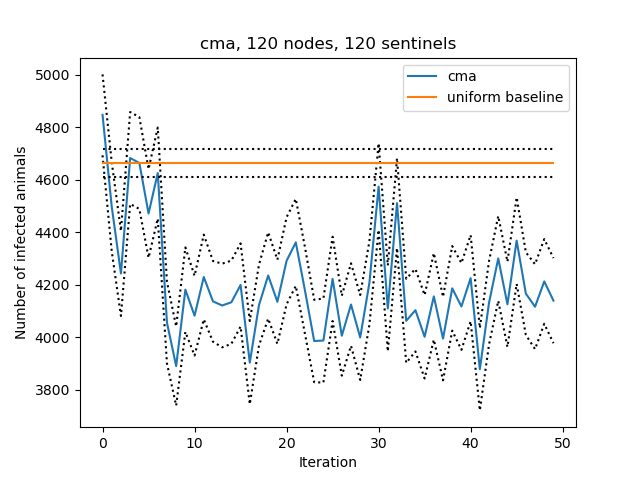 cma, 120 nodes, 120 sentinels
cma
uniform baseline
Number of infected animals
5000
4800
4600
4400
4200
4000
3800
0
10
20
30
40
50
Iteration